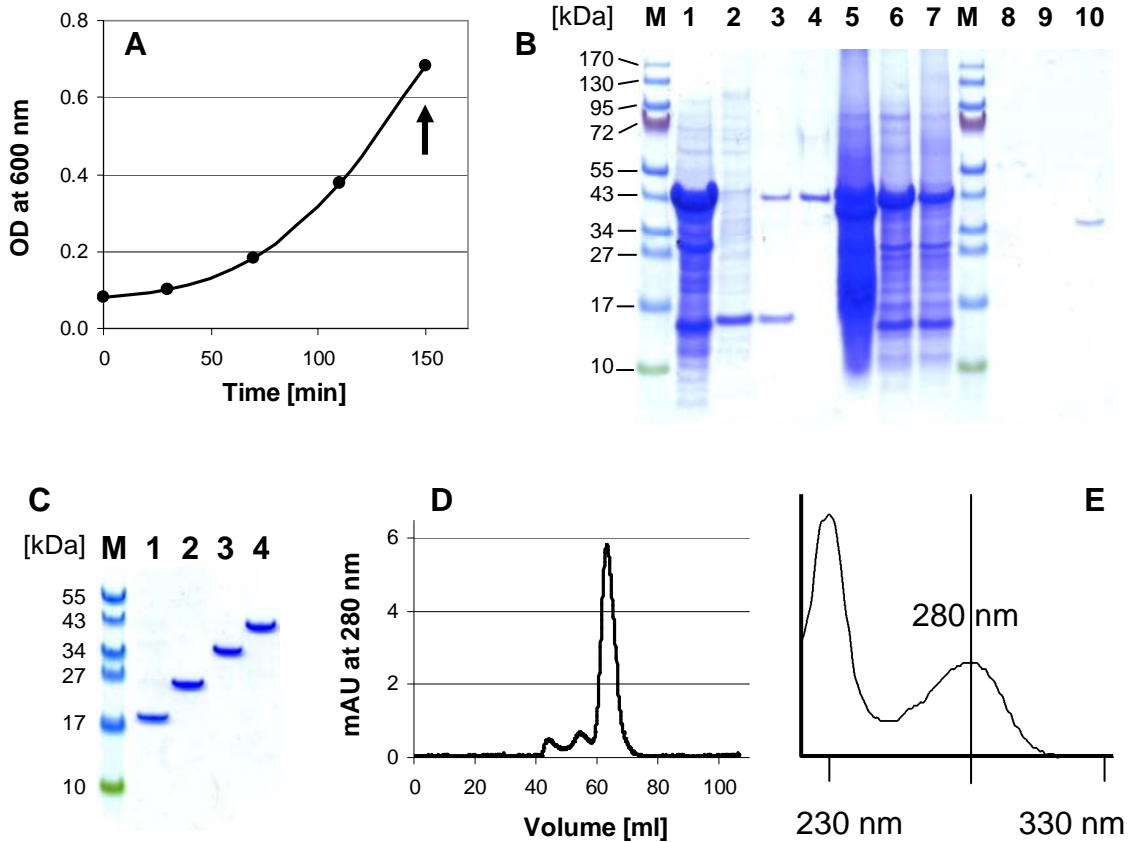 A
OD at 600 nm
0.8
0.6
0.4
0.2
0.0
0 50 100 150
Time [min]
B
[kDa] M 1 2 3 4 5 6 7 M 8 9 10
170
130
95
72
55
43
34
27
17
10
C
[kDa] M 1 2 3 4
55
43
34
27
17
10
D
mAU at 280 nm
6
4
2
0
0 20 40 60 80 100
Volume [ml]
E
280 nm
230 nm 330 nm